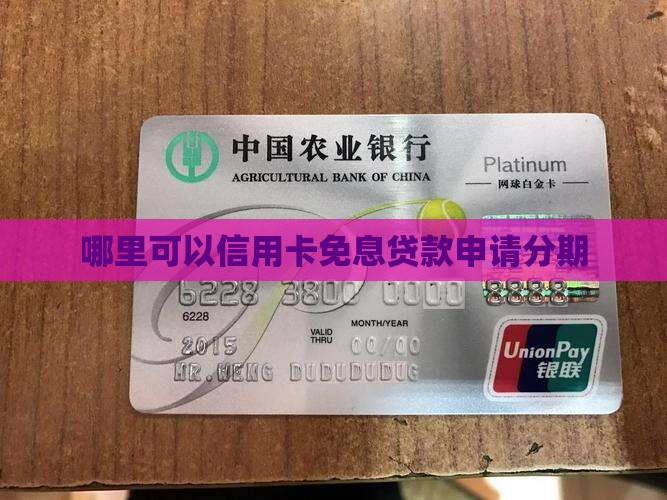 中国农业银行
AGRICULTURAL BANK OF CHINA
Platinum
网球白金卡
哪里可以信用卡免息贷款申请分期
6228 3800 0000 8888
6228
VALID THRU
MONTH/YEAR
2015
00/00
MR.HENG DUDUDUDUG
UnionPay
银联